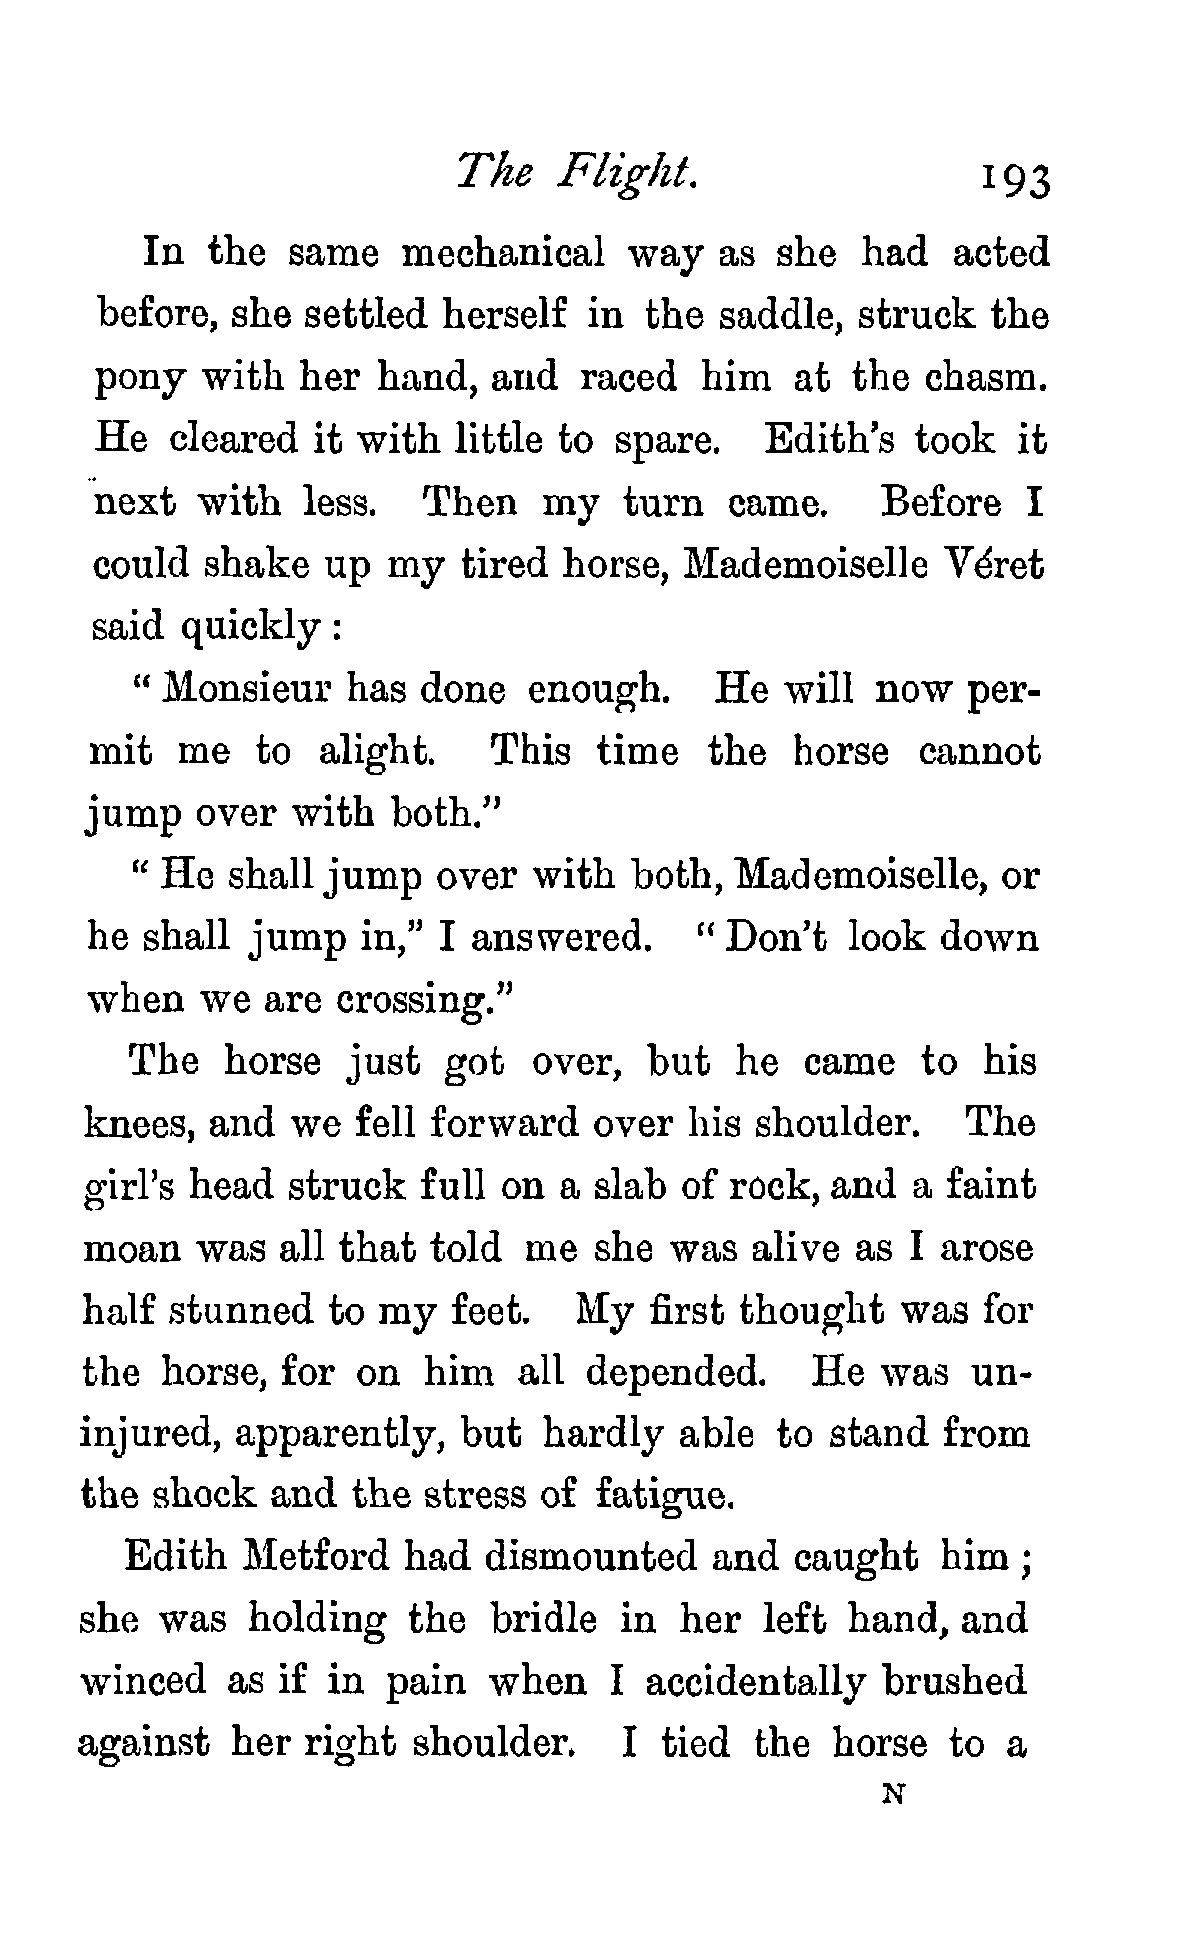 The Flight. 193
In the same mechanical way as she had acted
before, she settled herself in the saddle, struck the
pony with her hand, and raced him at the chasm.
He cleared it with little to spare. Edith's took it
next with less. Then my turn came. Before I
could shake up my tired horse, Mademoiselle Véret
said quickly :
“ Monsieur has done enough. He will now per-
mit me to alight. This time the horse cannot
jump over with both.”
“ He shall jump over with both, Mademoiselle, or
he shall jump in,” I answered. “ Don't look down
when we are crossing.”
The horse just got over, but he came to his
knees, and we fell forward over his shoulder. The
girl's head struck full on a slab of rock, and a faint
moan was all that told me she was alive as I arose
half stunned to my feet. My first thought was for
the horse, for on him all depended. He was un-
injured, apparently, but hardly able to stand from
the shock and the stress of fatigue.
Edith Metford had dismounted and caught him ;
she was holding the bridle in her left hand, and
winced as if in pain when I accidentally brushed
against her right shoulder. I tied the horse to a
N